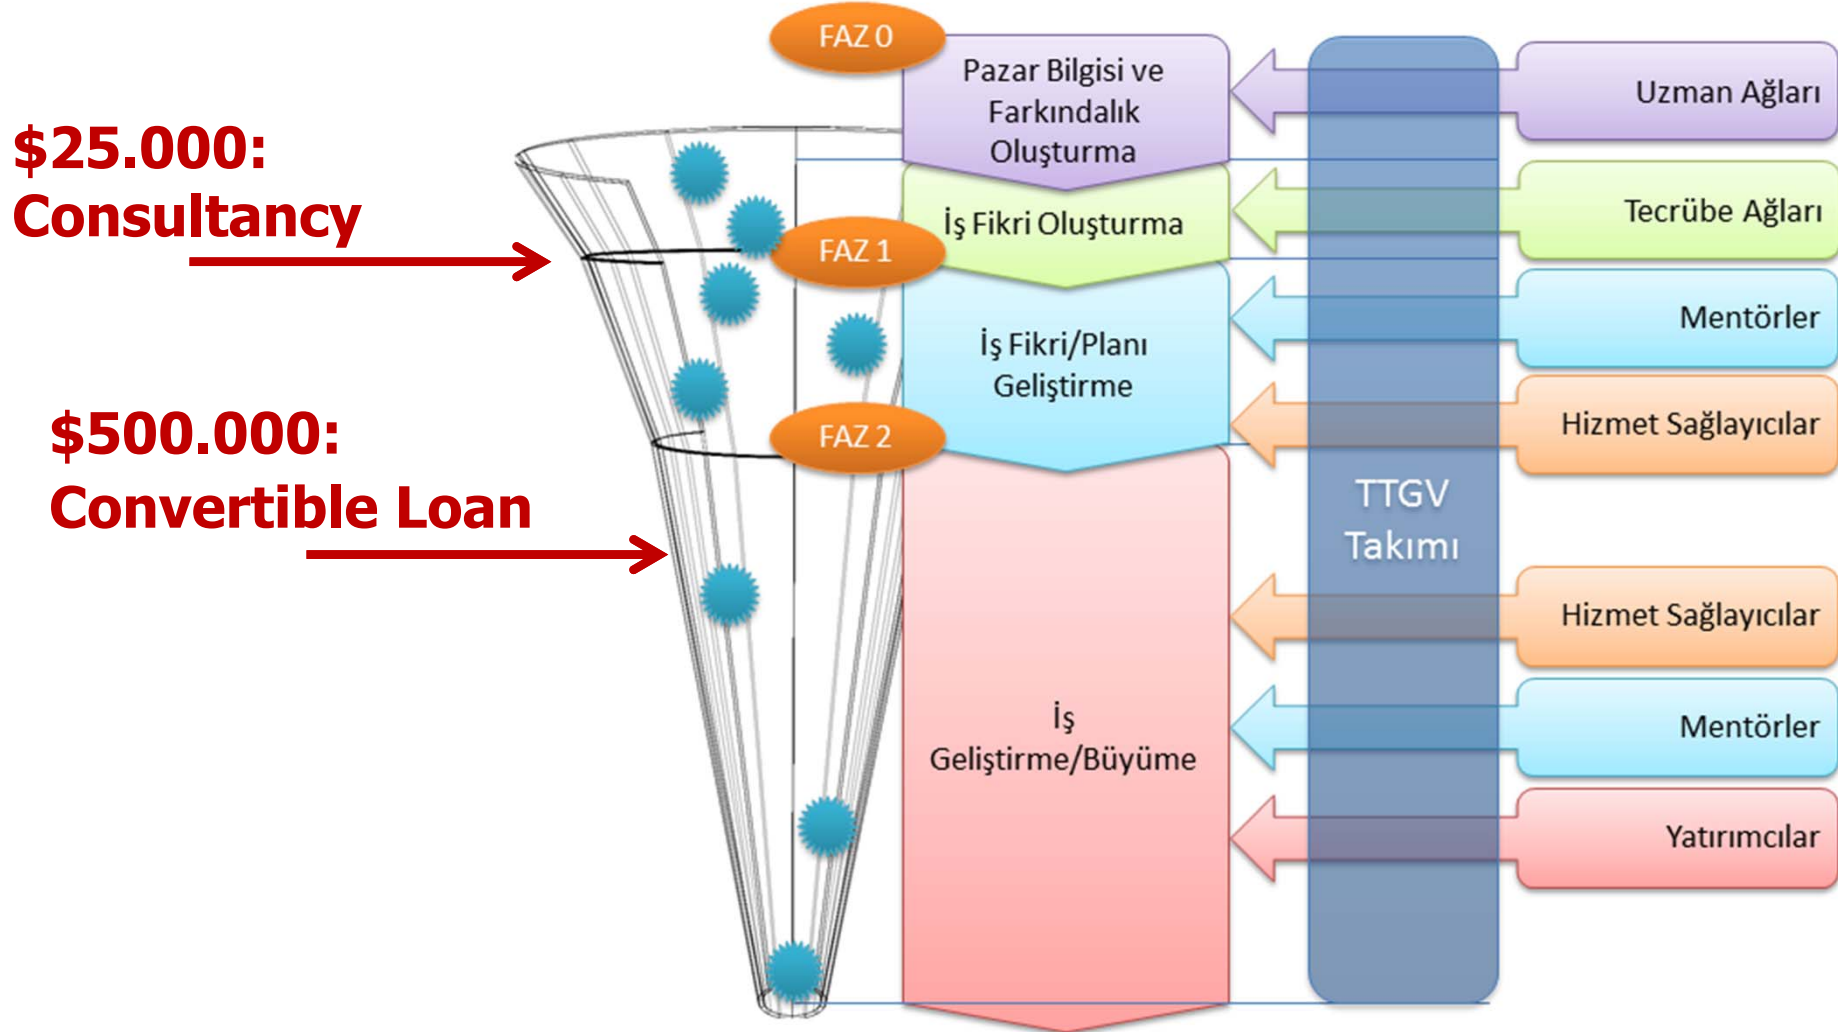 $25.000:
Consultancy
$500.000:
Convertible Loan
FAZ 0
Pazar Bilgisi ve
Farkındalık
Oluşturma
İş Fikri Oluşturma
FAZ 1
İş Fikri/Planı
Geliştirme
FAZ 2
İş
Geliştirme/Büyüme
TTGV
Takımı
Uzman Ağları
Tecrübe Ağları
Mentörler
Hizmet Sağlayıcılar
Hizmet Sağlayıcılar
Mentörler
Yatırımcılar